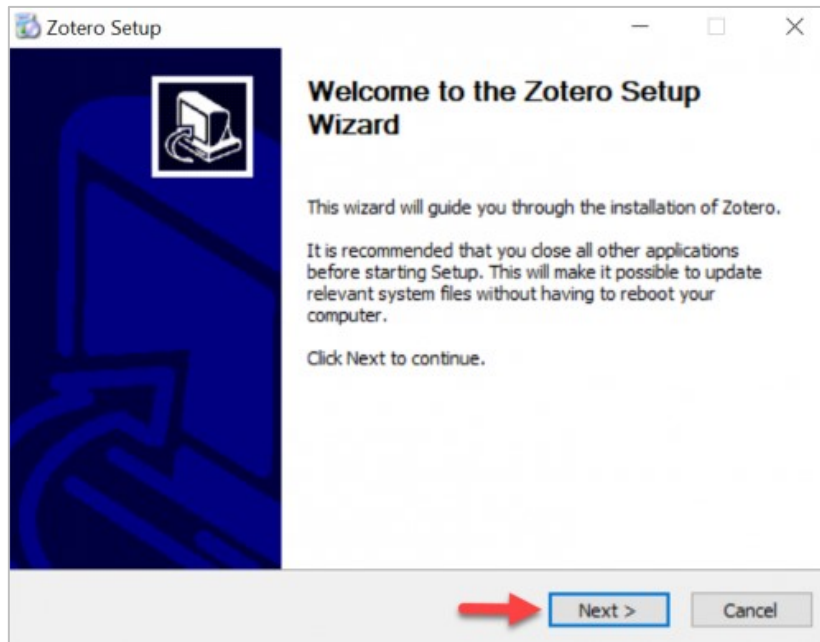 Zotero Setup
Welcome to the Zotero Setup
Wizard
This wizard will guide you through the installation of Zotero.
It is recommended that you close all other applications
before starting Setup. This will make it possible to update
relevant system files without having to reboot your
computer.
Click Next to continue.
Next >
Cancel